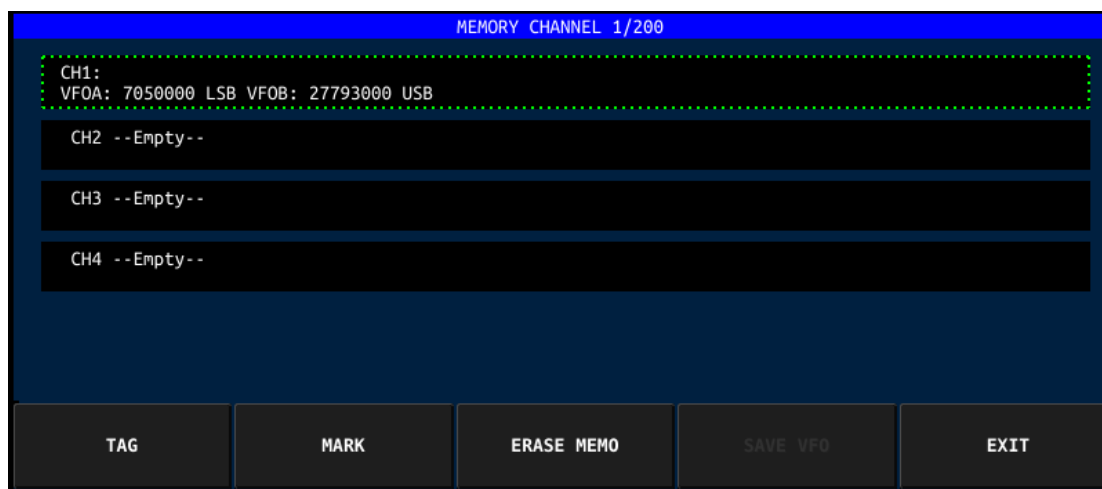 MEMORY CHANNEL 1/200
CH1:
VFOA: 7050000 LSB VFOB: 27793000 USB
CH2 --Empty--
CH3 --Empty--
CH4 --Empty--
TAG MARK ERASE MEMO SAVE VFO EXIT